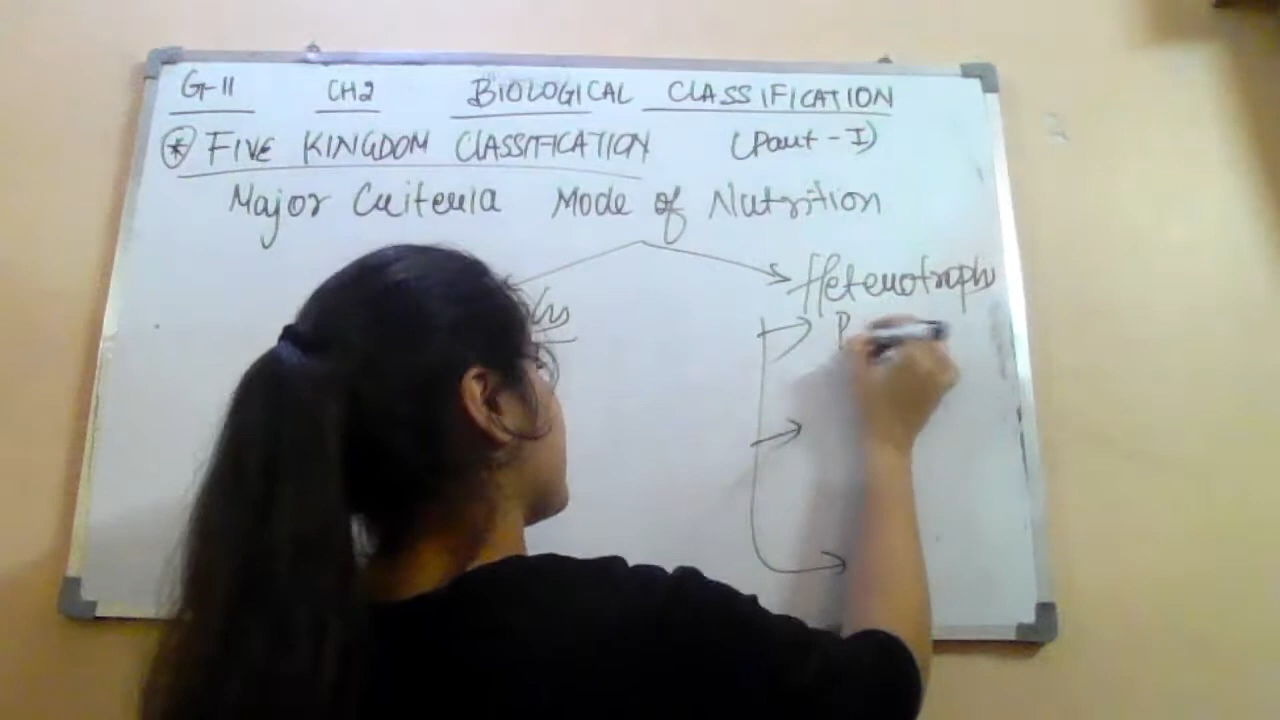 G-11 CH2 BIOLOGICAL CLASSIFICATION
* FIVE KINGDOM CLASSIFICATION (Part - I)
Major Criteria Mode of Nutrition
Heterotrophs
P